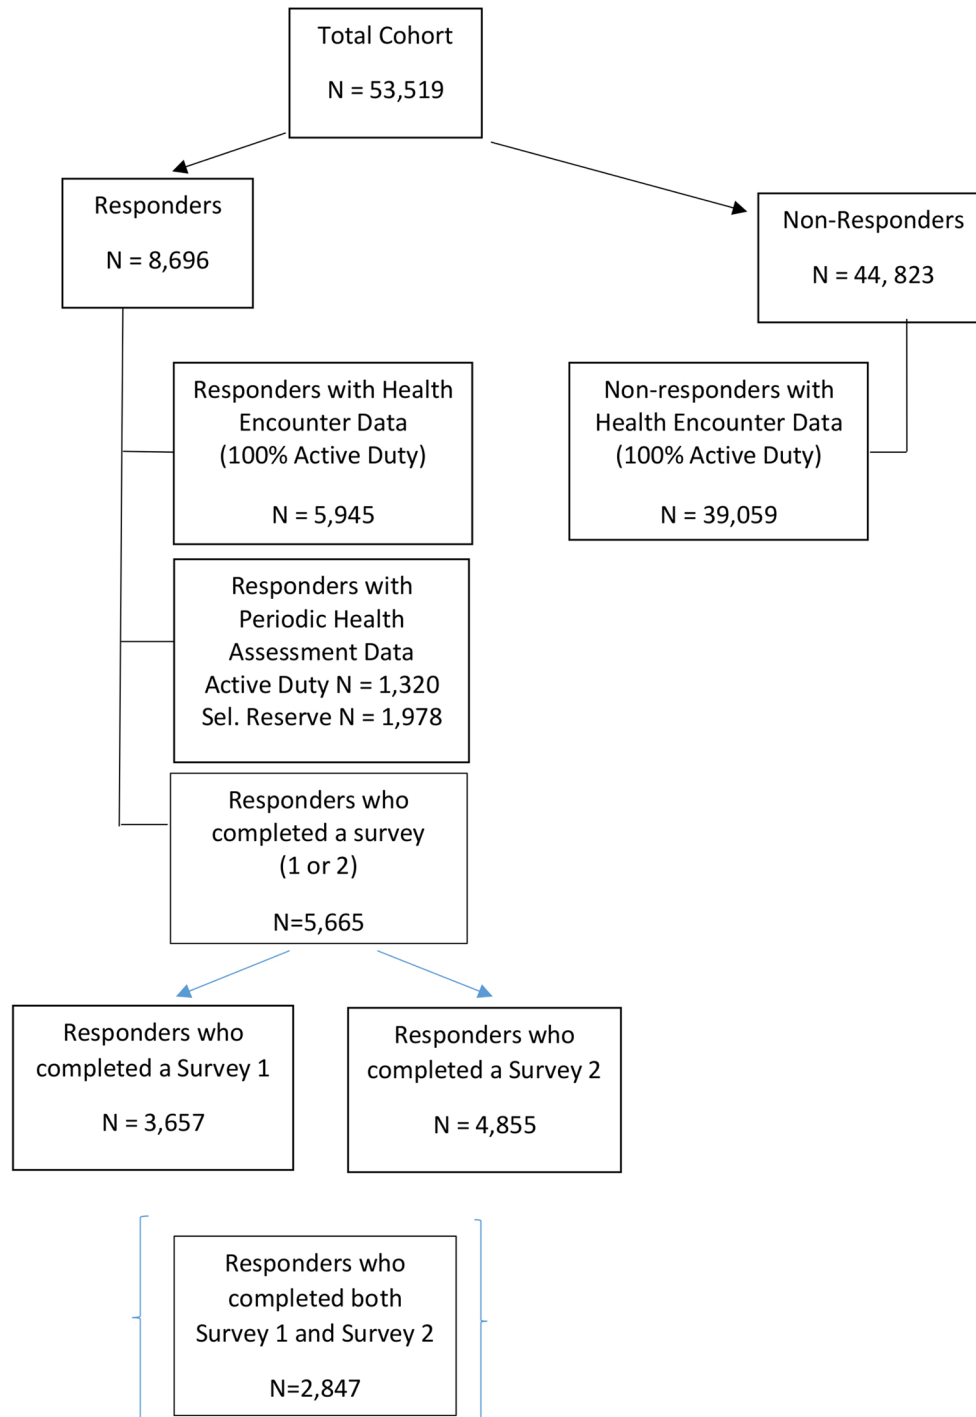 Total Cohort
N = 53,519
Responders
N = 8,696
Non-Responders
N = 44, 823
Responders with Health
Encounter Data
(100% Active Duty)
N = 5,945
Non-responders with
Health Encounter Data
(100% Active Duty)
N = 39,059
Responders with
Periodic Health
Assessment Data
Active Duty N = 1,320
Sel. Reserve N = 1,978
Responders who
completed a survey
(1 or 2)
N=5,665
Responders who
completed a Survey 1
N = 3,657
Responders who
completed a Survey 2
N = 4,855
Responders who
completed both
Survey 1 and Survey 2
N=2,847